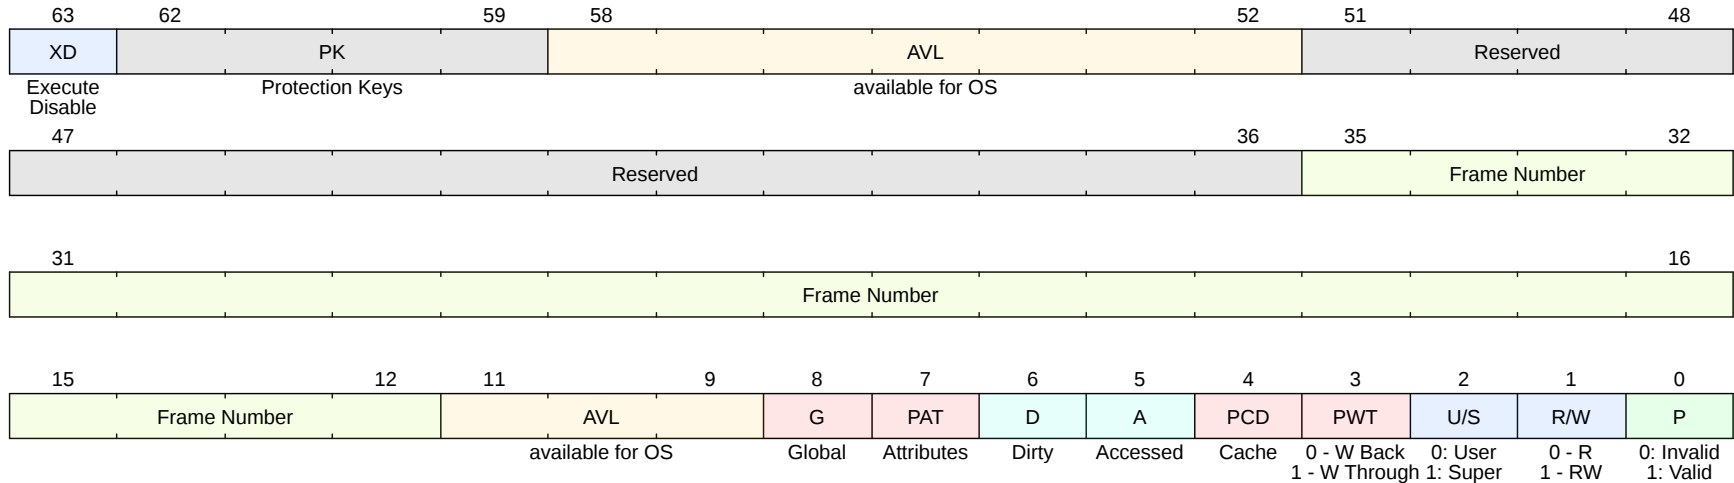 63 62 59 58 52 51 48
XD PK AVL Reserved
Execute Protection Keys available for OS
Disable
47 36 35 32
Reserved Frame Number
31 16
Frame Number
15 12 11 9 8 7 6 5 4 3 2 1 0
Frame Number AVL G PAT D A PCD PWT U/S R/W P
available for OS Global Attributes Dirty Accessed Cache 0 - W Back 0: User 0 - R 0: Invalid
1 - W Through 1: Super 1 - RW 1: Valid